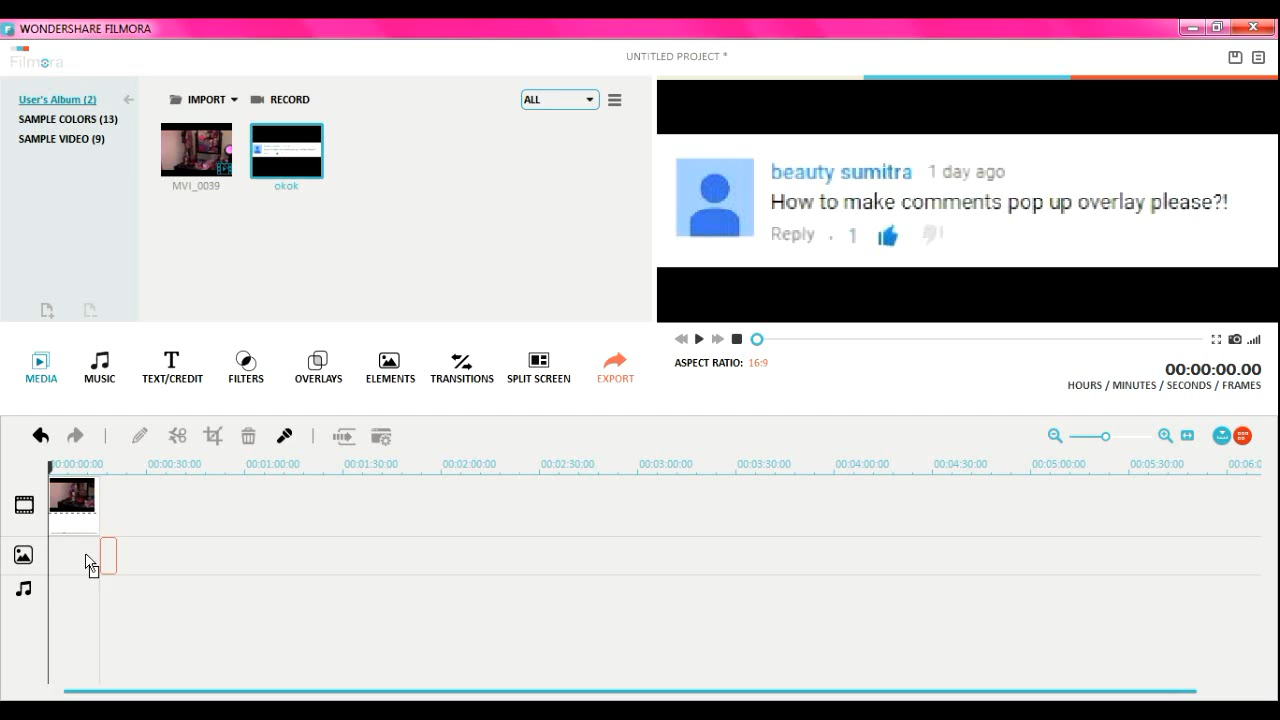 WONDERSHARE FILMORA
Filmora
UNTITLED PROJECT *
User's Album (2)
SAMPLE COLORS (13)
SAMPLE VIDEO (9)
IMPORT
RECORD
ALL
MVI_0039
okok
beauty sumitra 1 day ago
How to make comments pop up overlay please?!
Reply . 1
ASPECT RATIO: 16:9
00:00:00.00
HOURS / MINUTES / SECONDS / FRAMES
MEDIA
MUSIC
TEXT/CREDIT
FILTERS
OVERLAYS
ELEMENTS
TRANSITIONS
SPLIT SCREEN
EXPORT
00:00:00:00 00:00:30:00 00:01:00:00 00:01:30:00 00:02:00:00 00:02:30:00 00:03:00:00 00:03:30:00 00:04:00:00 00:04:30:00 00:05:00:00 00:05:30:00 00:06:0